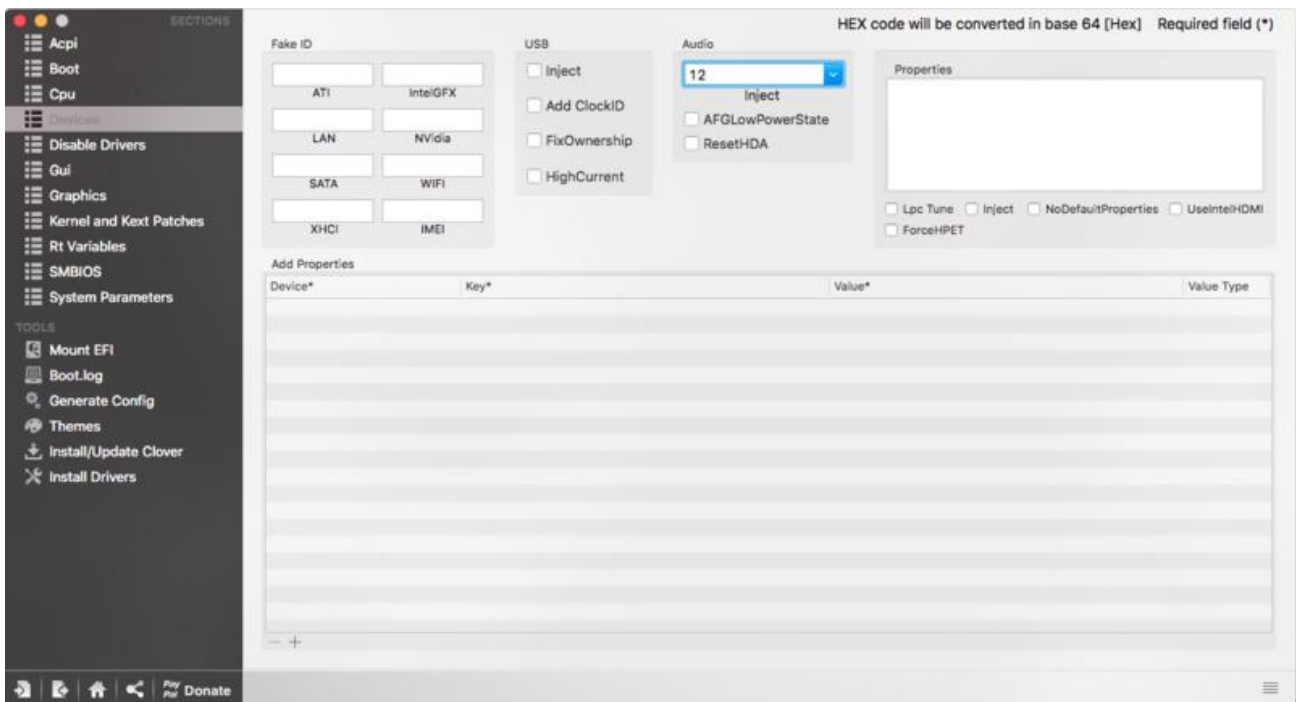 SECTIONS
Acpi
Boot
Cpu
Devices
Disable Drivers
Gui
Graphics
Kernel and Kext Patches
Rt Variables
SMBIOS
System Parameters
TOOLS
Mount EFI
Boot.log
Generate Config
Themes
Install/Update Clover
Install Drivers
Pay Pal Donate
HEX code will be converted in base 64 [Hex] Required field (*)
Fake ID
ATI IntelGFX
LAN NVidia
SATA WIFI
XHCI IMEI
USB
Inject
Add ClockID
FixOwnership
HighCurrent
Audio
12
Inject
AFGLowPowerState
ResetHDA
Properties
Lpc Tune Inject NoDefaultProperties UseIntelHDMI
ForceHPET
Add Properties
Device* Key* Value* Value Type